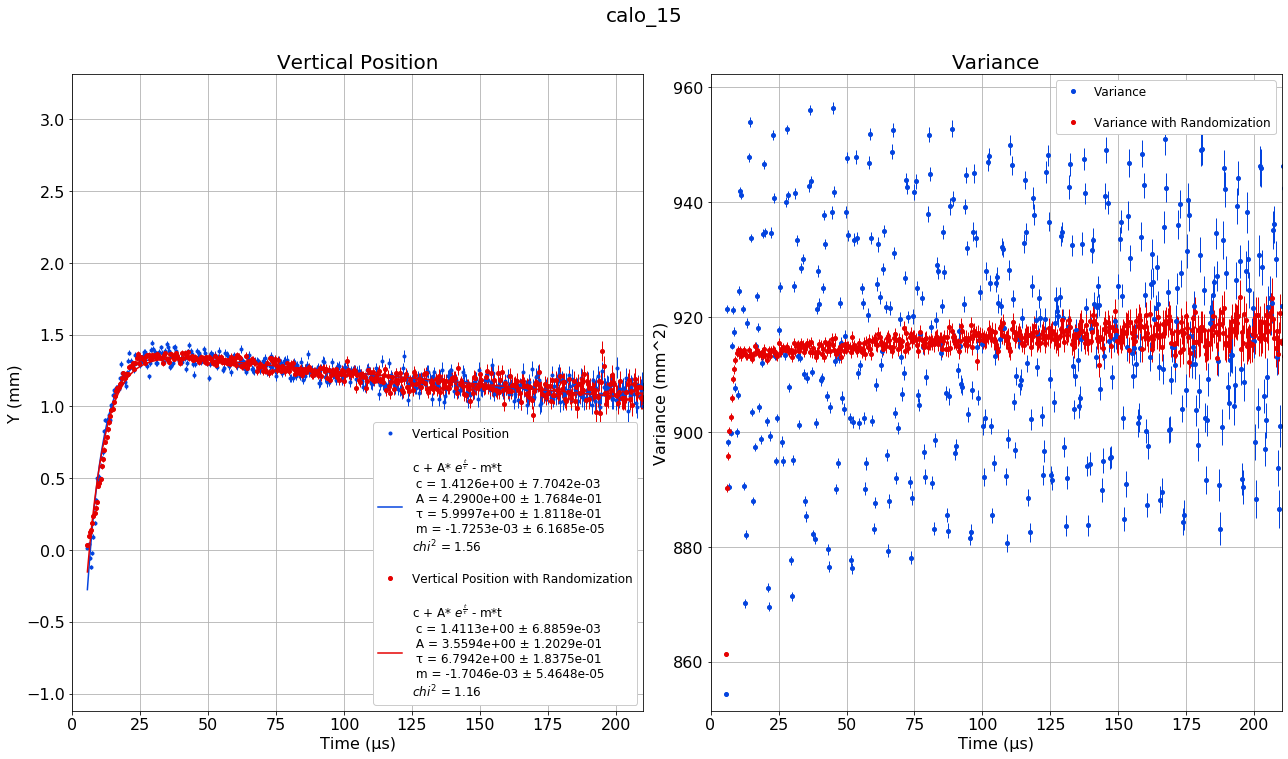 calo_15
Vertical Position
3.0
2.5
2.0
1.5
1.0
0.5
0.0
−0.5
−1.0
Y (mm)
0 25 50 75 100 125 150 175 200
Time (µs)
Vertical Position
c + A* e^(t/τ) - m*t
c = 1.4126e+00 ± 7.7042e-03
A = 4.2900e+00 ± 1.7684e-01
τ = 5.9997e+00 ± 1.8118e-01
m = -1.7253e-03 ± 6.1685e-05
chi² = 1.56
Vertical Position with Randomization
c + A* e^(t/τ) - m*t
c = 1.4113e+00 ± 6.8859e-03
A = 3.5594e+00 ± 1.2029e-01
τ = 6.7942e+00 ± 1.8375e-01
m = -1.7046e-03 ± 5.4648e-05
chi² = 1.16
Variance
960
940
920
900
880
860
Variance (mm^2)
0 25 50 75 100 125 150 175 200
Time (µs)
Variance
Variance with Randomization